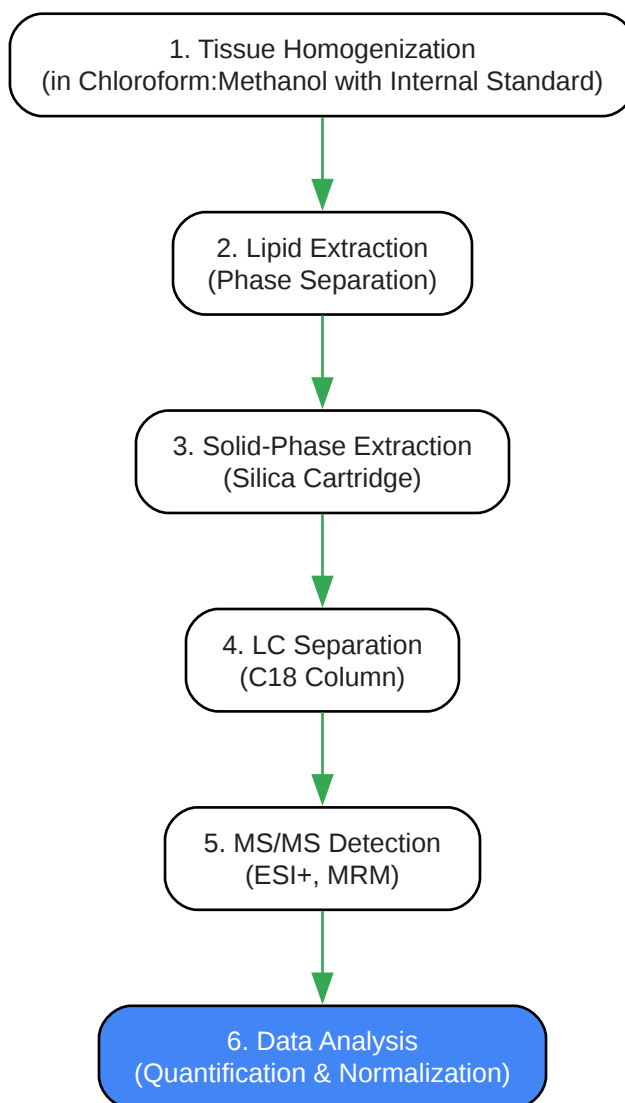 1. Tissue Homogenization
(in Chloroform:Methanol with Internal Standard)
2. Lipid Extraction
(Phase Separation)
3. Solid-Phase Extraction
(Silica Cartridge)
4. LC Separation
(C18 Column)
5. MS/MS Detection
(ESI+, MRM)
6. Data Analysis
(Quantification & Normalization)